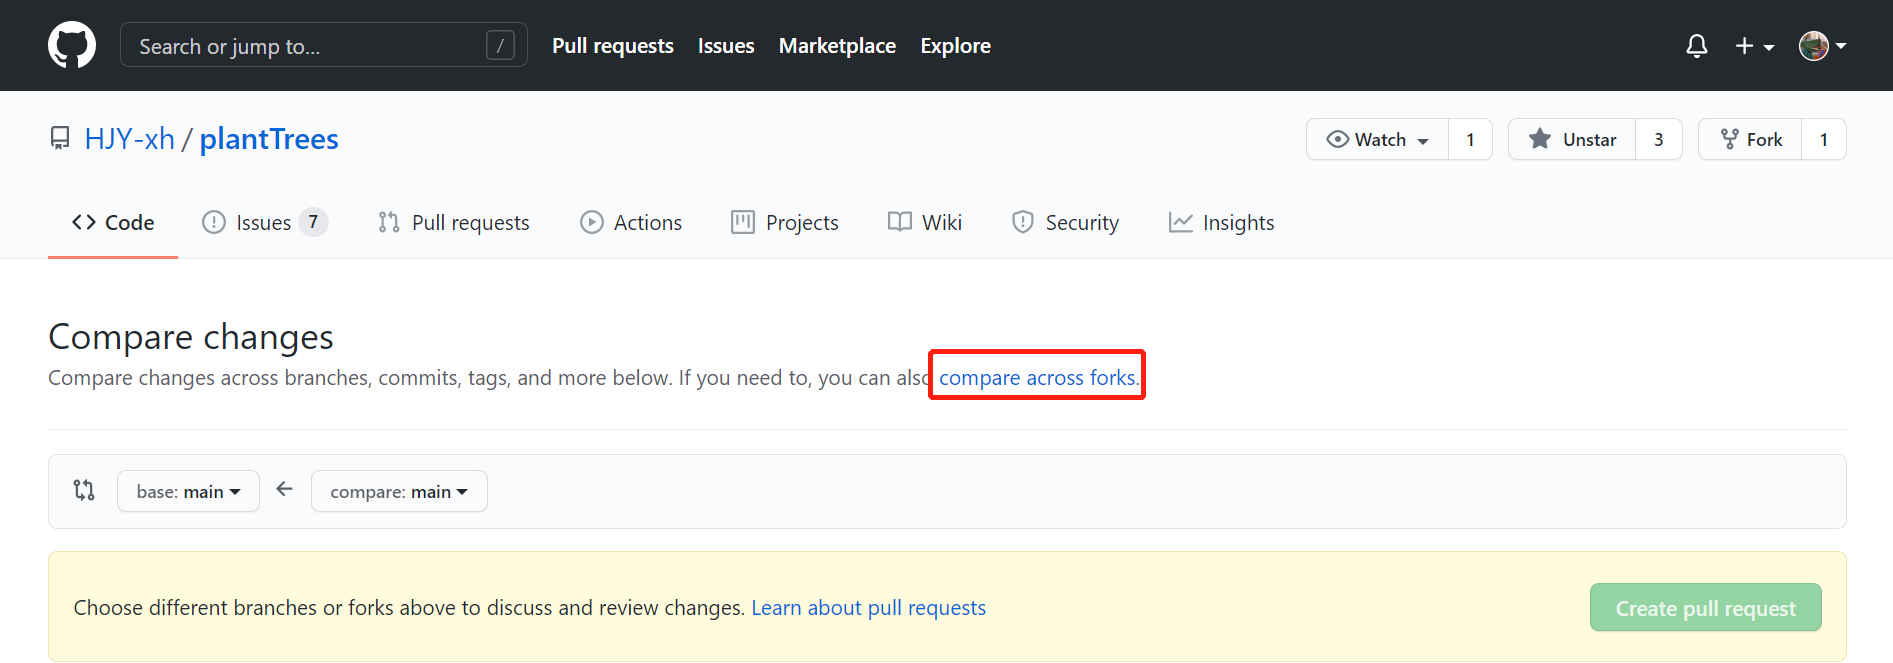 Search or jump to... / Pull requests Issues Marketplace Explore
HJY-xh / plantTrees Watch 1 Unstar 3 Fork 1
Code Issues 7 Pull requests Actions Projects Wiki Security Insights
Compare changes
Compare changes across branches, commits, tags, and more below. If you need to, you can also compare across forks.
base: main compare: main
Choose different branches or forks above to discuss and review changes. Learn about pull requests Create pull request